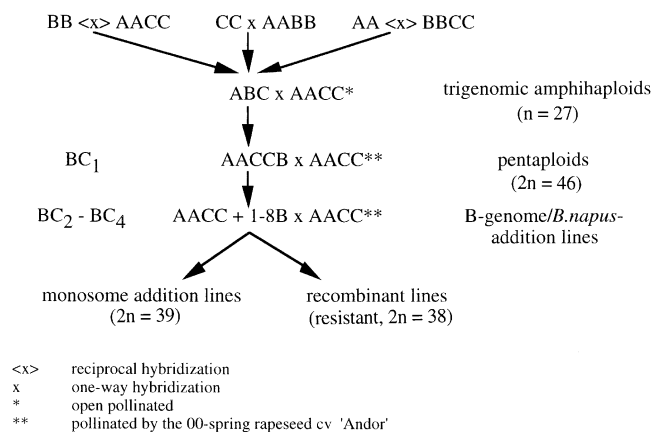 BB <x> AACC CC x AABB AA <x> BBCC
ABC x AACC* trigenomic amphihaploids
(n = 27)
BC1 AACCB x AACC** pentaploids
(2n = 46)
BC2 - BC4 AACC + 1-8B x AACC** B-genome/B.napus-
addition lines
monosome addition lines recombinant lines
(2n = 39) (resistant, 2n = 38)
<x> reciprocal hybridization
x one-way hybridization
* open pollinated
** pollinated by the 00-spring rapeseed cv 'Andor'